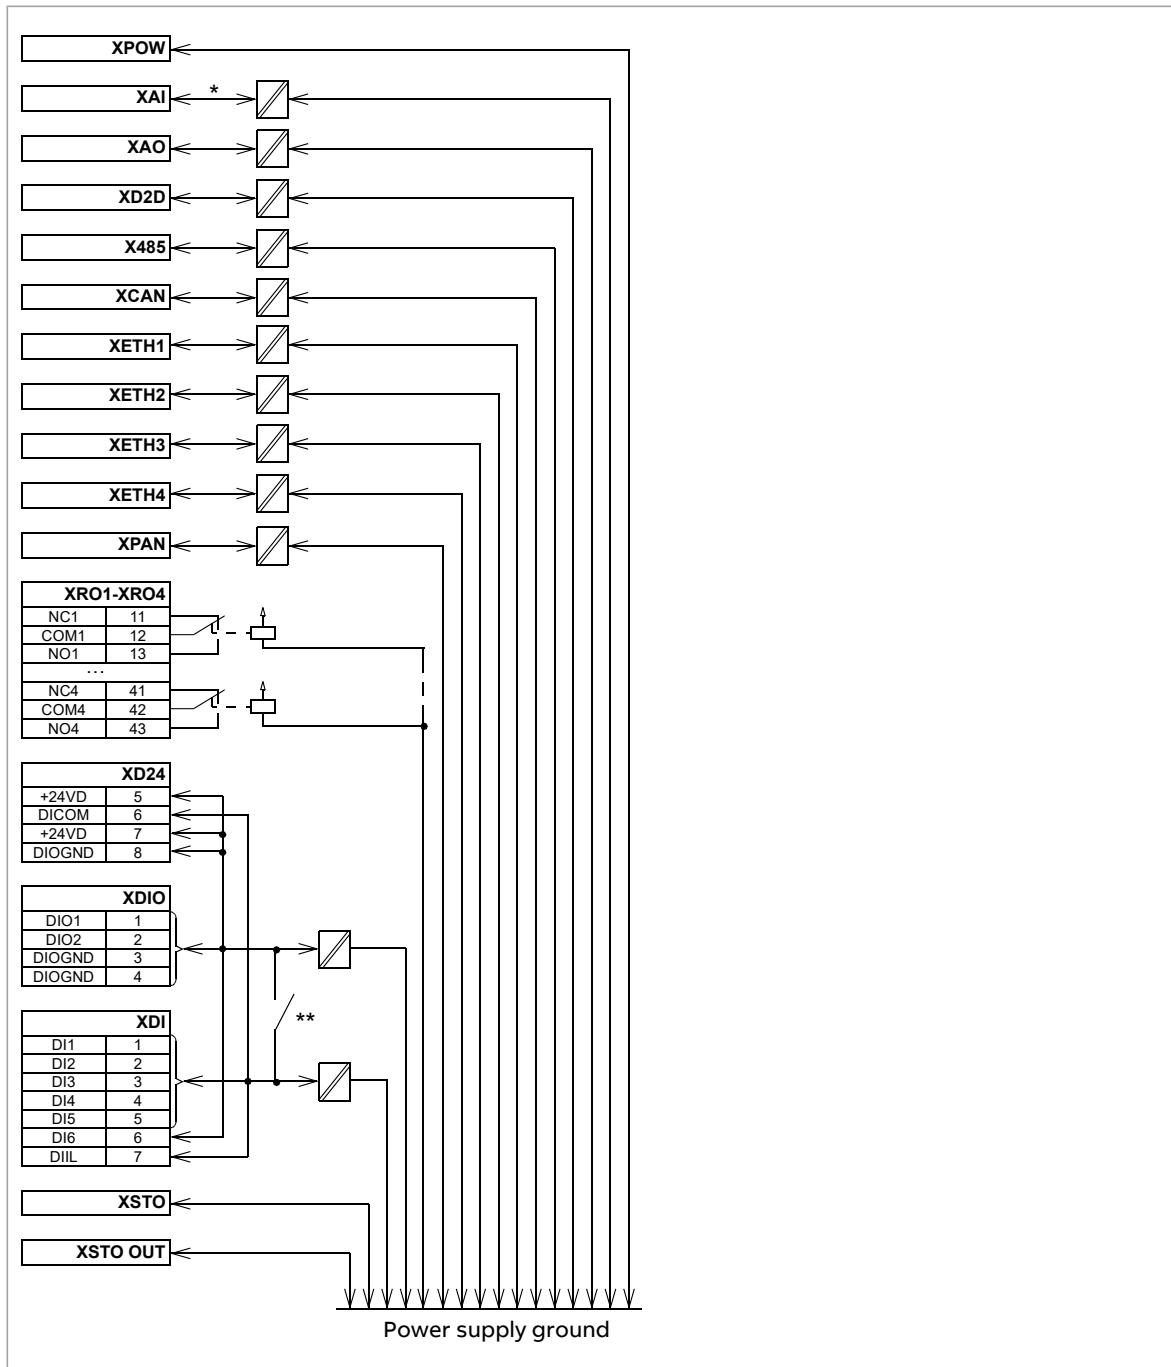 XPOW
XAI
*
XAO
XD2D
X485
XCAN
XETH1
XETH2
XETH3
XETH4
XPAN
XRO1-XRO4
NC1 11
COM1 12
NO1 13
...
NC4 41
COM4 42
NO4 43
XD24
+24VD 5
DICOM 6
+24VD 7
DIOGND 8
XDIO
DIO1 1
DIO2 2
DIOGND 3
DIOGND 4
**
XDI
DI1 1
DI2 2
DI3 3
DI4 4
DI5 5
DI6 6
DIIL 7
XSTO
XSTO OUT
Power supply ground